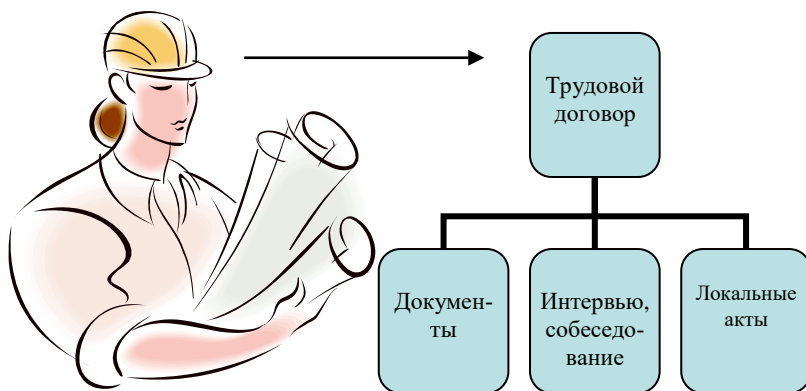 Трудовой
договор
Докумен-
ты
Интервью,
собеседо-
вание
Локальные
акты